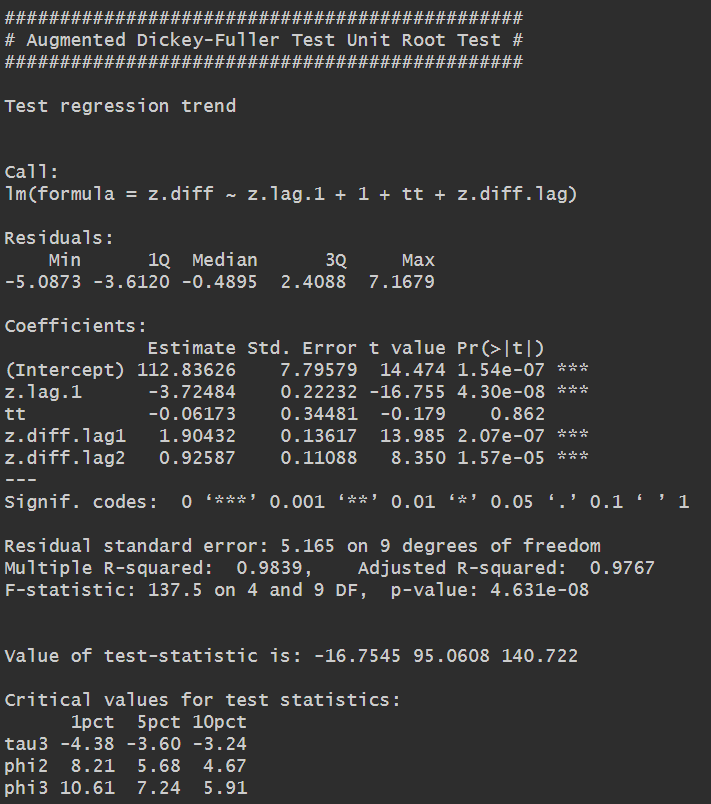 ###############################################
# Augmented Dickey-Fuller Test Unit Root Test #
###############################################
Test regression trend
Call:
lm(formula = z.diff ~ z.lag.1 + 1 + tt + z.diff.lag)
Residuals:
    Min      1Q  Median      3Q     Max
-5.0873 -3.6120 -0.4895  2.4088  7.1679
Coefficients:
             Estimate Std. Error t value Pr(>|t|)
(Intercept) 112.83626    7.79579  14.474 1.54e-07 ***
z.lag.1      -3.72484    0.22232 -16.755 4.30e-08 ***
tt           -0.06173    0.34481  -0.179    0.862
z.diff.lag1   1.90432    0.13617  13.985 2.07e-07 ***
z.diff.lag2   0.92587    0.11088   8.350 1.57e-05 ***
---
Signif. codes:  0 ‘***’ 0.001 ‘**’ 0.01 ‘*’ 0.05 ‘.’ 0.1 ‘ ’ 1
Residual standard error: 5.165 on 9 degrees of freedom
Multiple R-squared:  0.9839,    Adjusted R-squared:  0.9767
F-statistic: 137.5 on 4 and 9 DF,  p-value: 4.631e-08
Value of test-statistic is: -16.7545 95.0608 140.722
Critical values for test statistics:
      1pct  5pct 10pct
tau3 -4.38 -3.60 -3.24
phi2  8.21  5.68  4.67
phi3 10.61  7.24  5.91